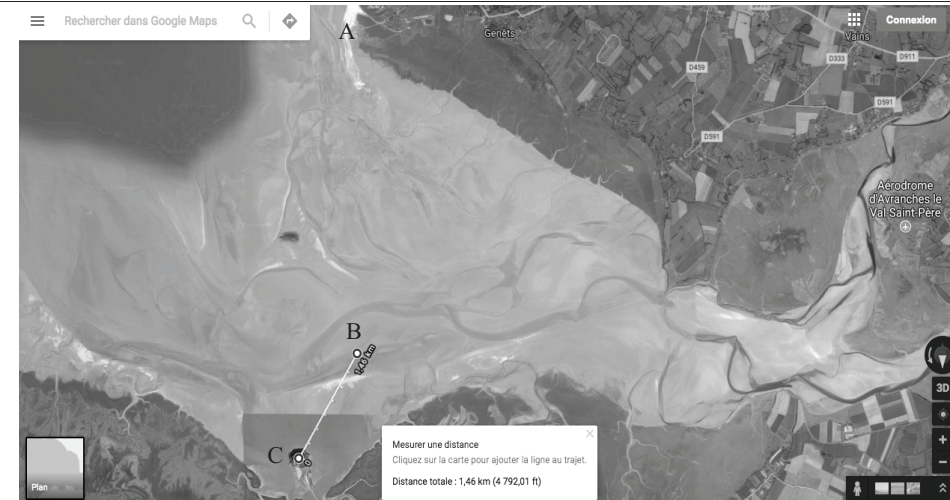 Rechercher dans Google Maps
A
Genêts
Connexion
Vains
D459
D333
D911
D591
D591
Aérodrome
d'Avranches le
Val-Saint-Père
B
1,46 km
C
0
Mesurer une distance
Cliquez sur la carte pour ajouter la ligne au trajet.
Distance totale : 1,46 km (4 792,01 ft)
3D
Plan